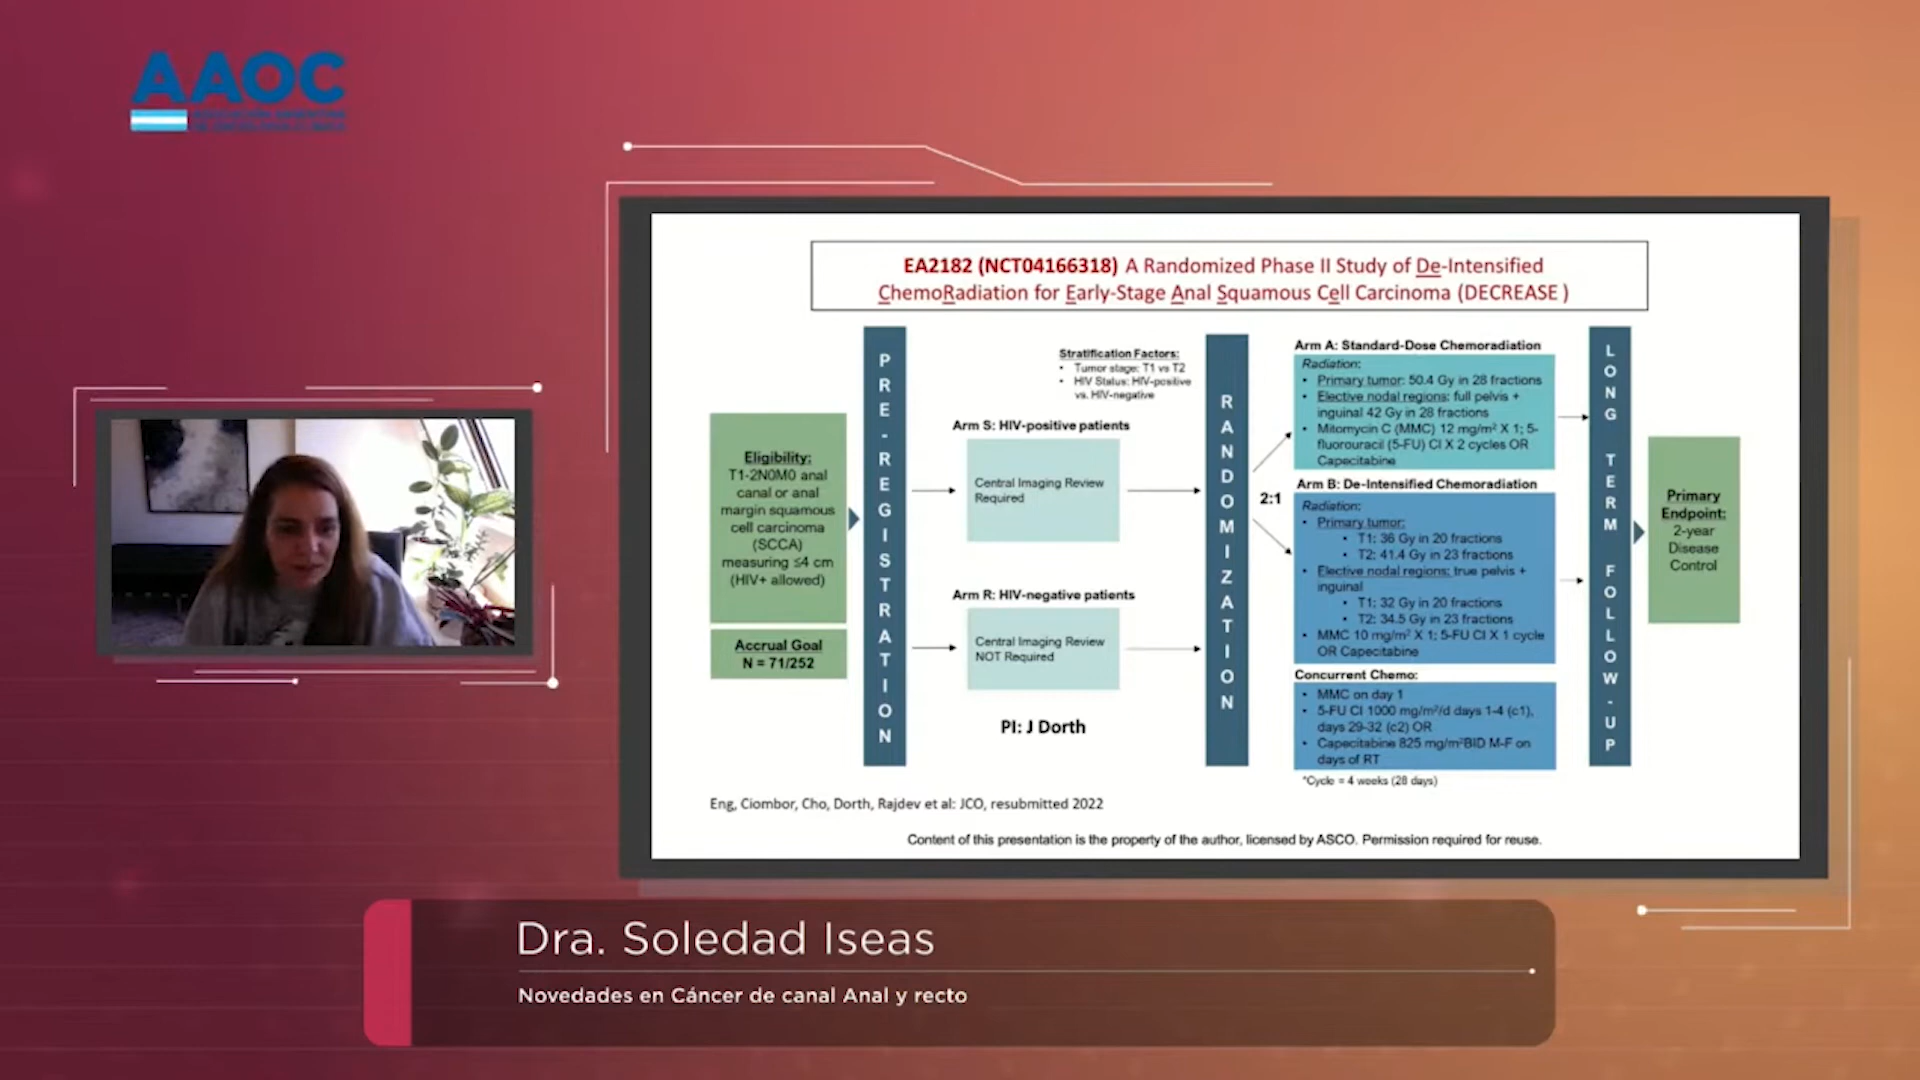 AAOC
EA2182 (NCT04166318) A Randomized Phase II Study of De-Intensified
ChemoRadiation for Early-Stage Anal Squamous Cell Carcinoma (DECREASE )
Eligibility:
T1-2N0M0 anal
canal or anal
margin squamous
cell carcinoma
(SCCA)
measuring ≤4 cm
(HIV+ allowed)
Accrual Goal
N = 71/252
PRE-REGISTRATION
Stratification Factors:
• Tumor stage: T1 vs T2
• HIV Status: HIV-positive
vs. HIV-negative
Arm S: HIV-positive patients
Central Imaging Review
Required
Arm R: HIV-negative patients
Central Imaging Review
NOT Required
PI: J Dorth
RANDOMIZATION
2:1
Arm A: Standard-Dose Chemoradiation
Radiation:
• Primary tumor: 50.4 Gy in 28 fractions
• Elective nodal regions: full pelvis +
inguinal 42 Gy in 28 fractions
• Mitomycin C (MMC) 12 mg/m² X 1; 5-
fluorouracil (5-FU) CI X 2 cycles OR
Capecitabine
Arm B: De-Intensified Chemoradiation
Radiation:
• Primary tumor:
• T1: 36 Gy in 20 fractions
• T2: 41.4 Gy in 23 fractions
• Elective nodal regions: true pelvis +
inguinal
• T1: 32 Gy in 20 fractions
• T2: 34.5 Gy in 23 fractions
• MMC 10 mg/m² X 1; 5-FU CI X 1 cycle
OR Capecitabine
Concurrent Chemo:
• MMC on day 1
• 5-FU CI 1000 mg/m²/d days 1-4 (c1),
days 29-32 (c2) OR
• Capecitabine 825 mg/m²BID M-F on
days of RT
*Cycle = 4 weeks (28 days)
LONG TERM FOLLOW-UP
Primary
Endpoint:
2-year
Disease
Control
Eng, Ciombor, Cho, Dorth, Rajdev et al: JCO, resubmitted 2022
Content of this presentation is the property of the author, licensed by ASCO. Permission required for reuse.
Dra. Soledad Iseas
Novedades en Cáncer de canal Anal y recto